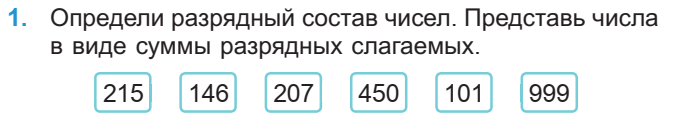 1. Определи разрядный состав чисел. Представь числа
в виде суммы разрядных слагаемых.
215 146 207 450 101 999